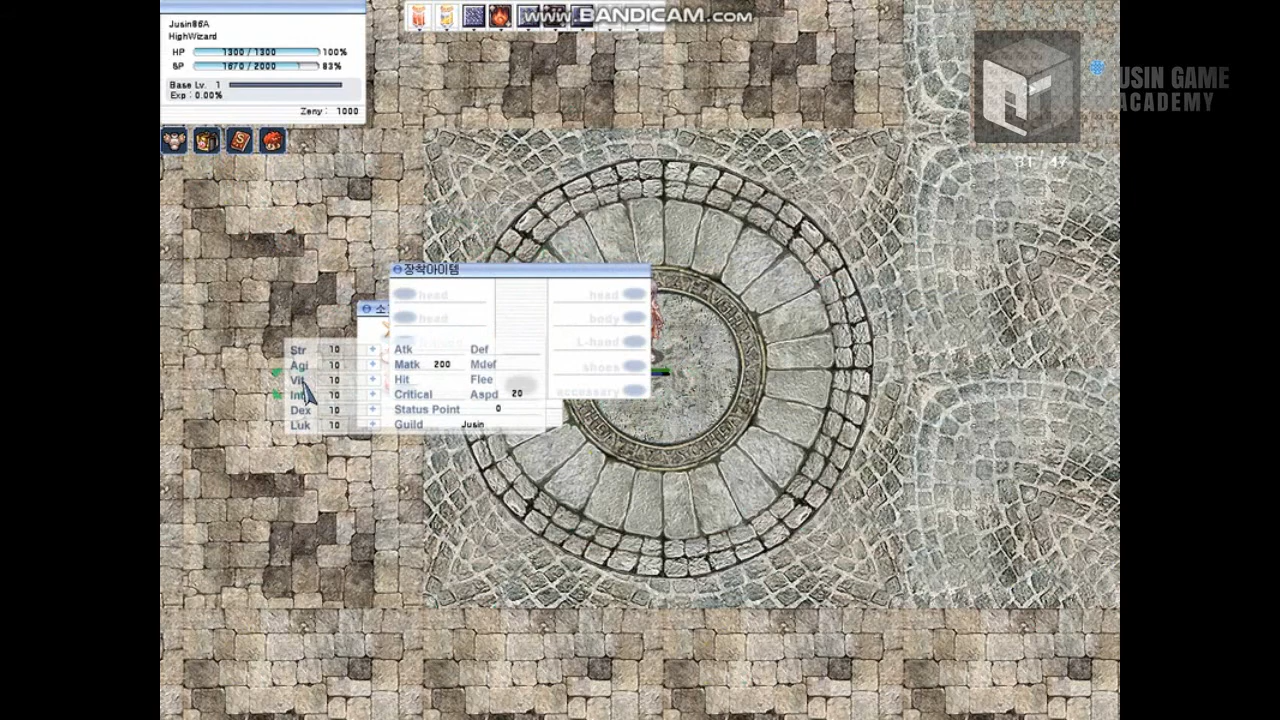 www.BANDICAM.com
Jusin86A
HighWizard
HP 1300 / 1300 100%
SP 1670 / 2000 83%
Base Lv. 1
Exp : 0.00%
Zeny : 1000
USIN GAME
ACADEMY
장착아이템
소
head head
head body
L-hand
shoes
accessary
Str 10 + Atk Def
Agi 10 + Matk 200 Mdef
Vit 10 + Hit Flee
Int 10 + Critical Aspd 20
Dex 10 + Status Point 0
Luk 10 + Guild Jusin